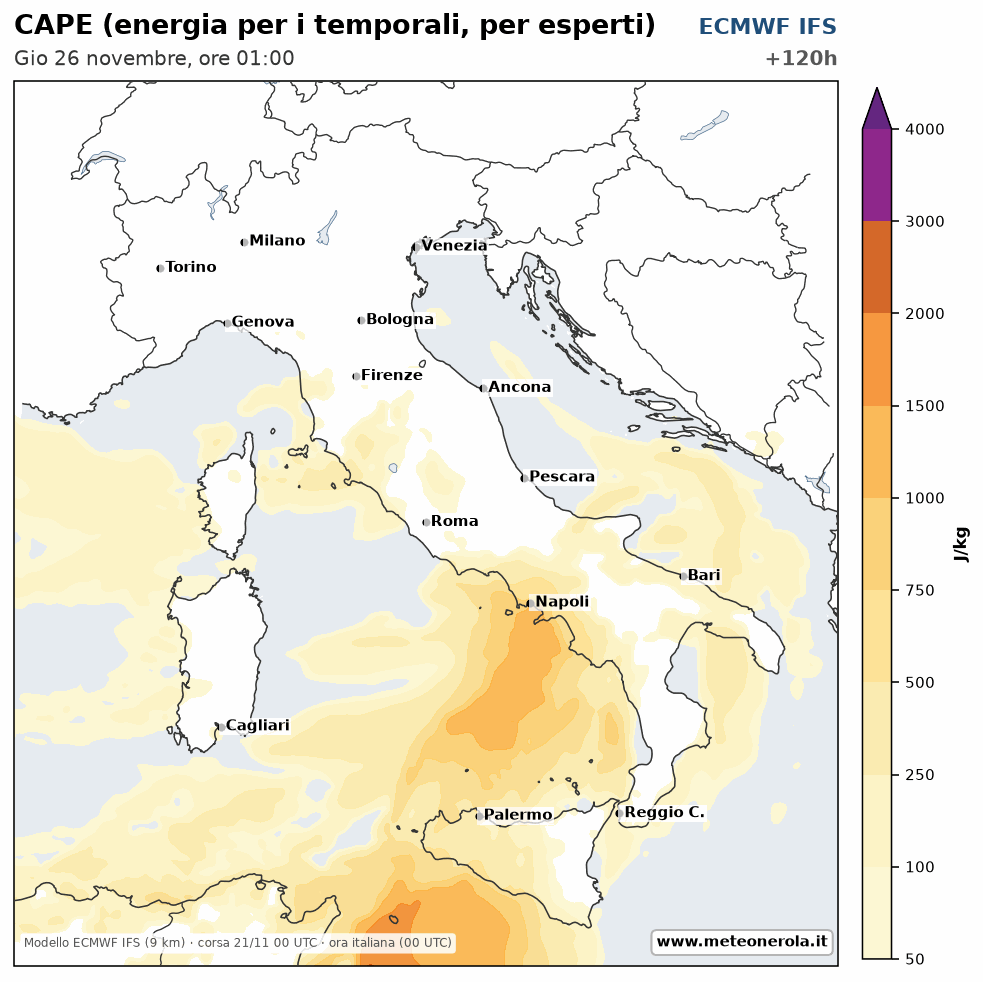 CAPE (energia per i temporali, per esperti)
ECMWF IFS
Gio 26 novembre, ore 01:00
+120h
Milano
Venezia
Torino
Genova
Bologna
Firenze
Ancona
Pescara
Roma
Bari
Napoli
Cagliari
Palermo
Reggio C.
4000
3000
2000
1500
1000
750
500
250
100
50
J/kg
Modello ECMWF IFS (9 km) · corsa 21/11 00 UTC · ora italiana (00 UTC)
www.meteonerola.it